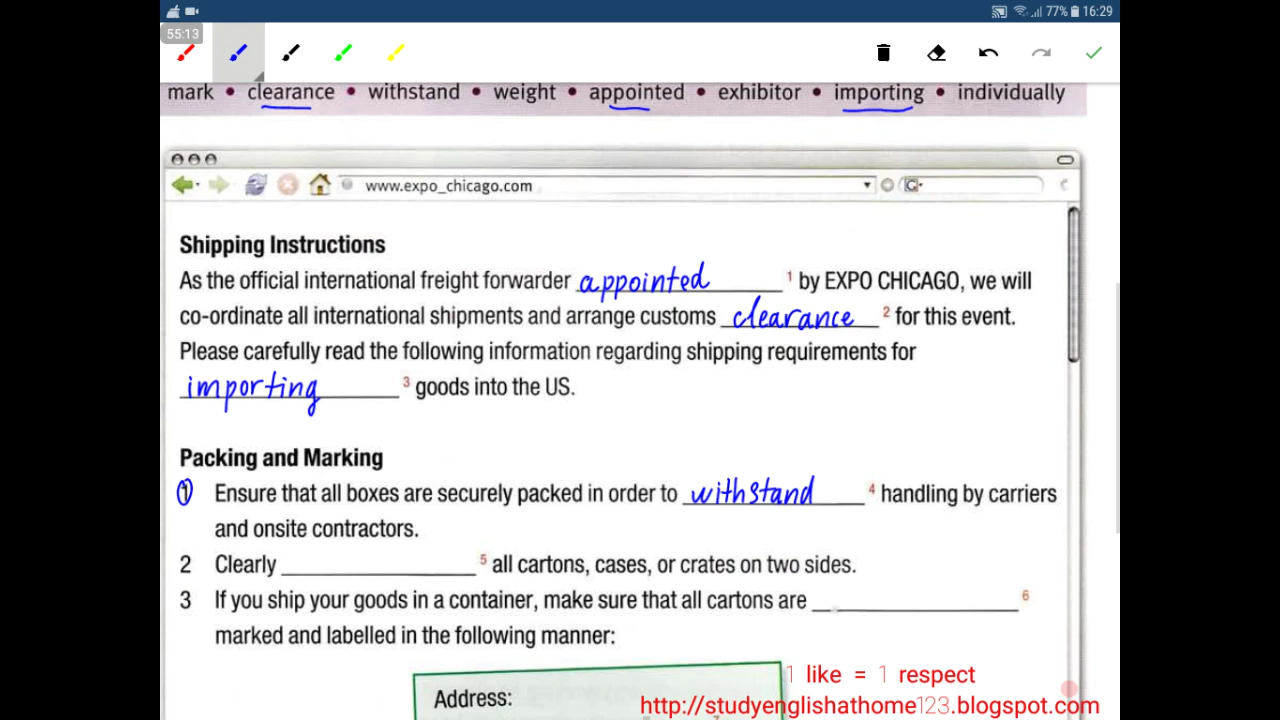 77% 16:29
55:13
mark • clearance • withstand • weight • appointed • exhibitor • importing • individually
www.expo_chicago.com G
Shipping Instructions
As the official international freight forwarder appointed 1 by EXPO CHICAGO, we will
co-ordinate all international shipments and arrange customs clearance 2 for this event.
Please carefully read the following information regarding shipping requirements for
importing 3 goods into the US.
Packing and Marking
1 Ensure that all boxes are securely packed in order to withstand 4 handling by carriers
and onsite contractors.
2 Clearly ____ 5 all cartons, cases, or crates on two sides.
3 If you ship your goods in a container, make sure that all cartons are ____ 6
marked and labelled in the following manner:
Address:
1 like = 1 respect
http://studyenglishathome123.blogspot.com